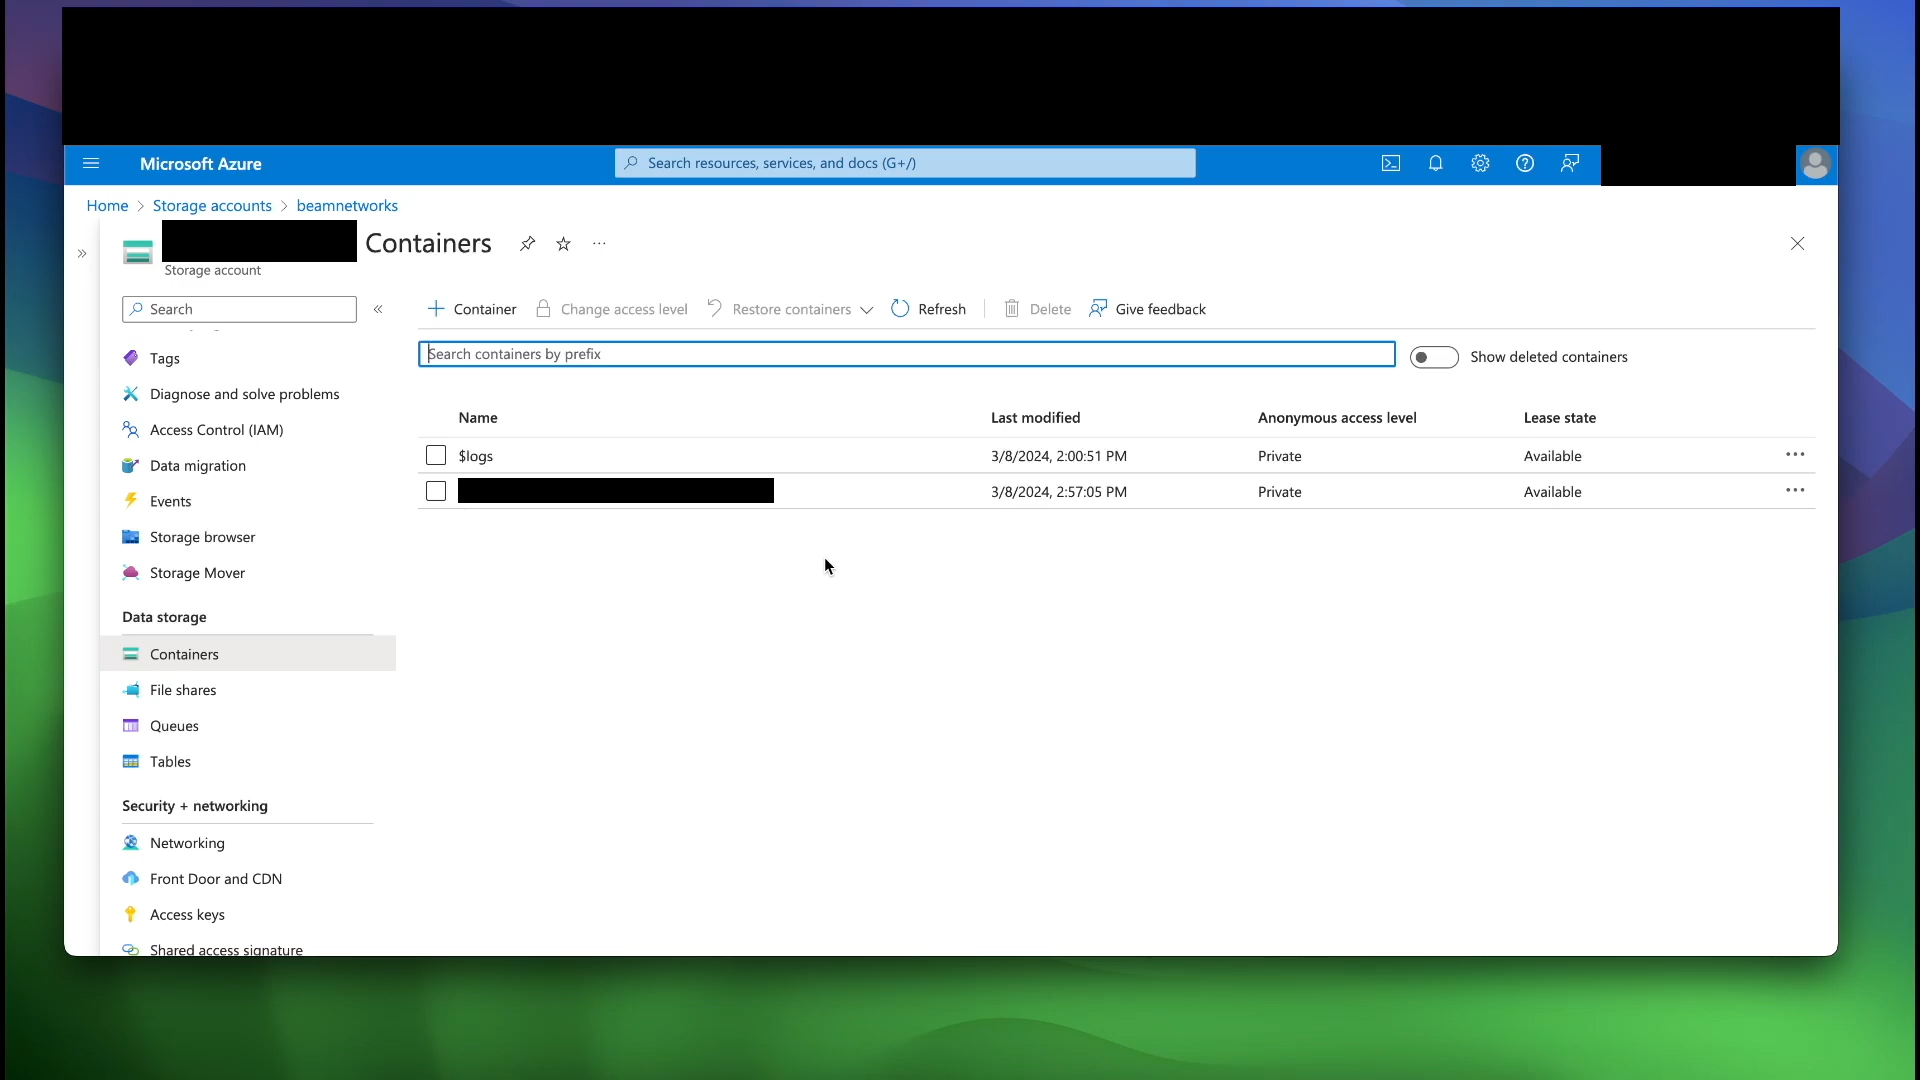 Microsoft Azure
Search resources, services, and docs (G+/)
Home > Storage accounts > beamnetworks
Containers
Storage account
Search
Container
Change access level
Restore containers
Refresh
Delete
Give feedback
Search containers by prefix
Show deleted containers
Tags
Diagnose and solve problems
Access Control (IAM)
Data migration
Events
Storage browser
Storage Mover
Data storage
Containers
File shares
Queues
Tables
Security + networking
Networking
Front Door and CDN
Access keys
Shared access signature
Name Last modified Anonymous access level Lease state
$logs 3/8/2024, 2:00:51 PM Private Available
3/8/2024, 2:57:05 PM Private Available